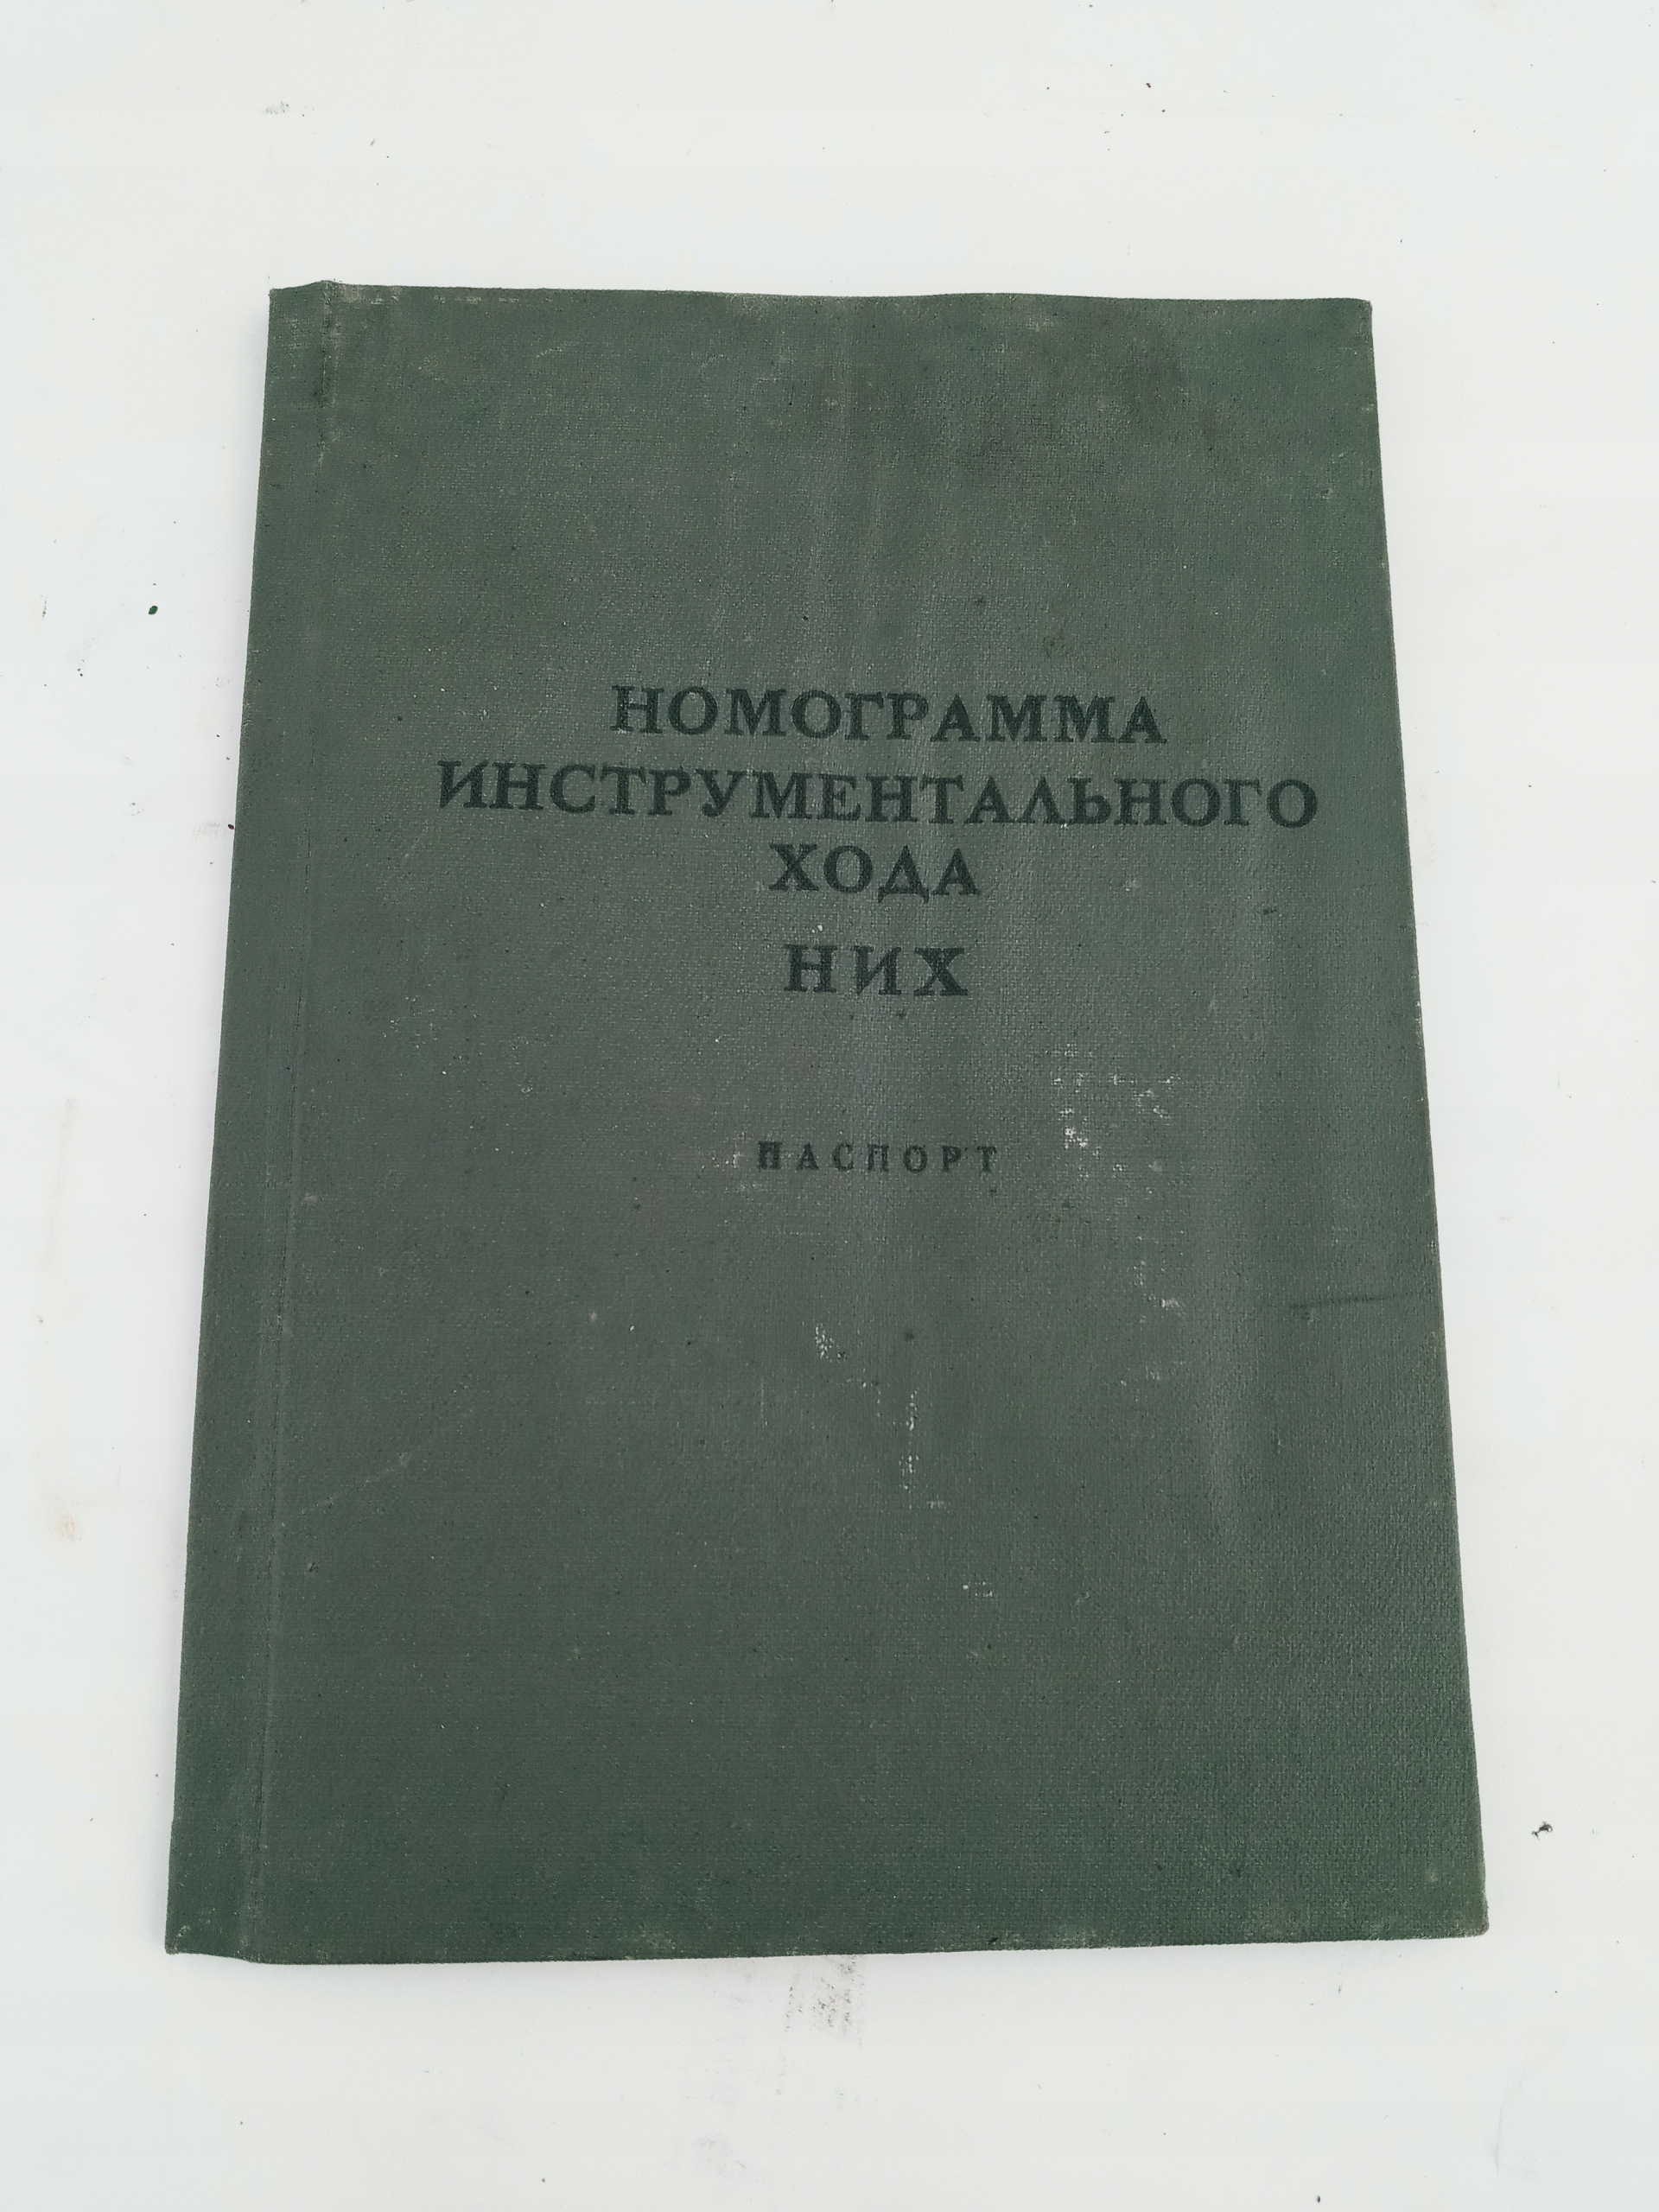 НОМОГРАММА
ИНСТРУМЕНТАЛЬНОГО
ХОДА
НИХ
ПАСПОРТ